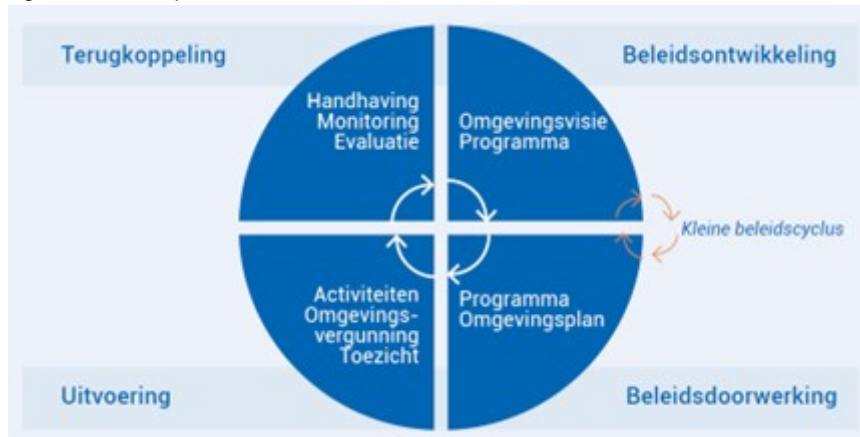 Terugkoppeling
Beleidsontwikkeling
Handhaving
Monitoring
Evaluatie
Omgevingsvisie
Programma
Kleine beleidscyclus
Activiteiten
Omgevings-
vergunning
Toezicht
Programma
Omgevingsplan
Uitvoering
Beleidsdoorwerking